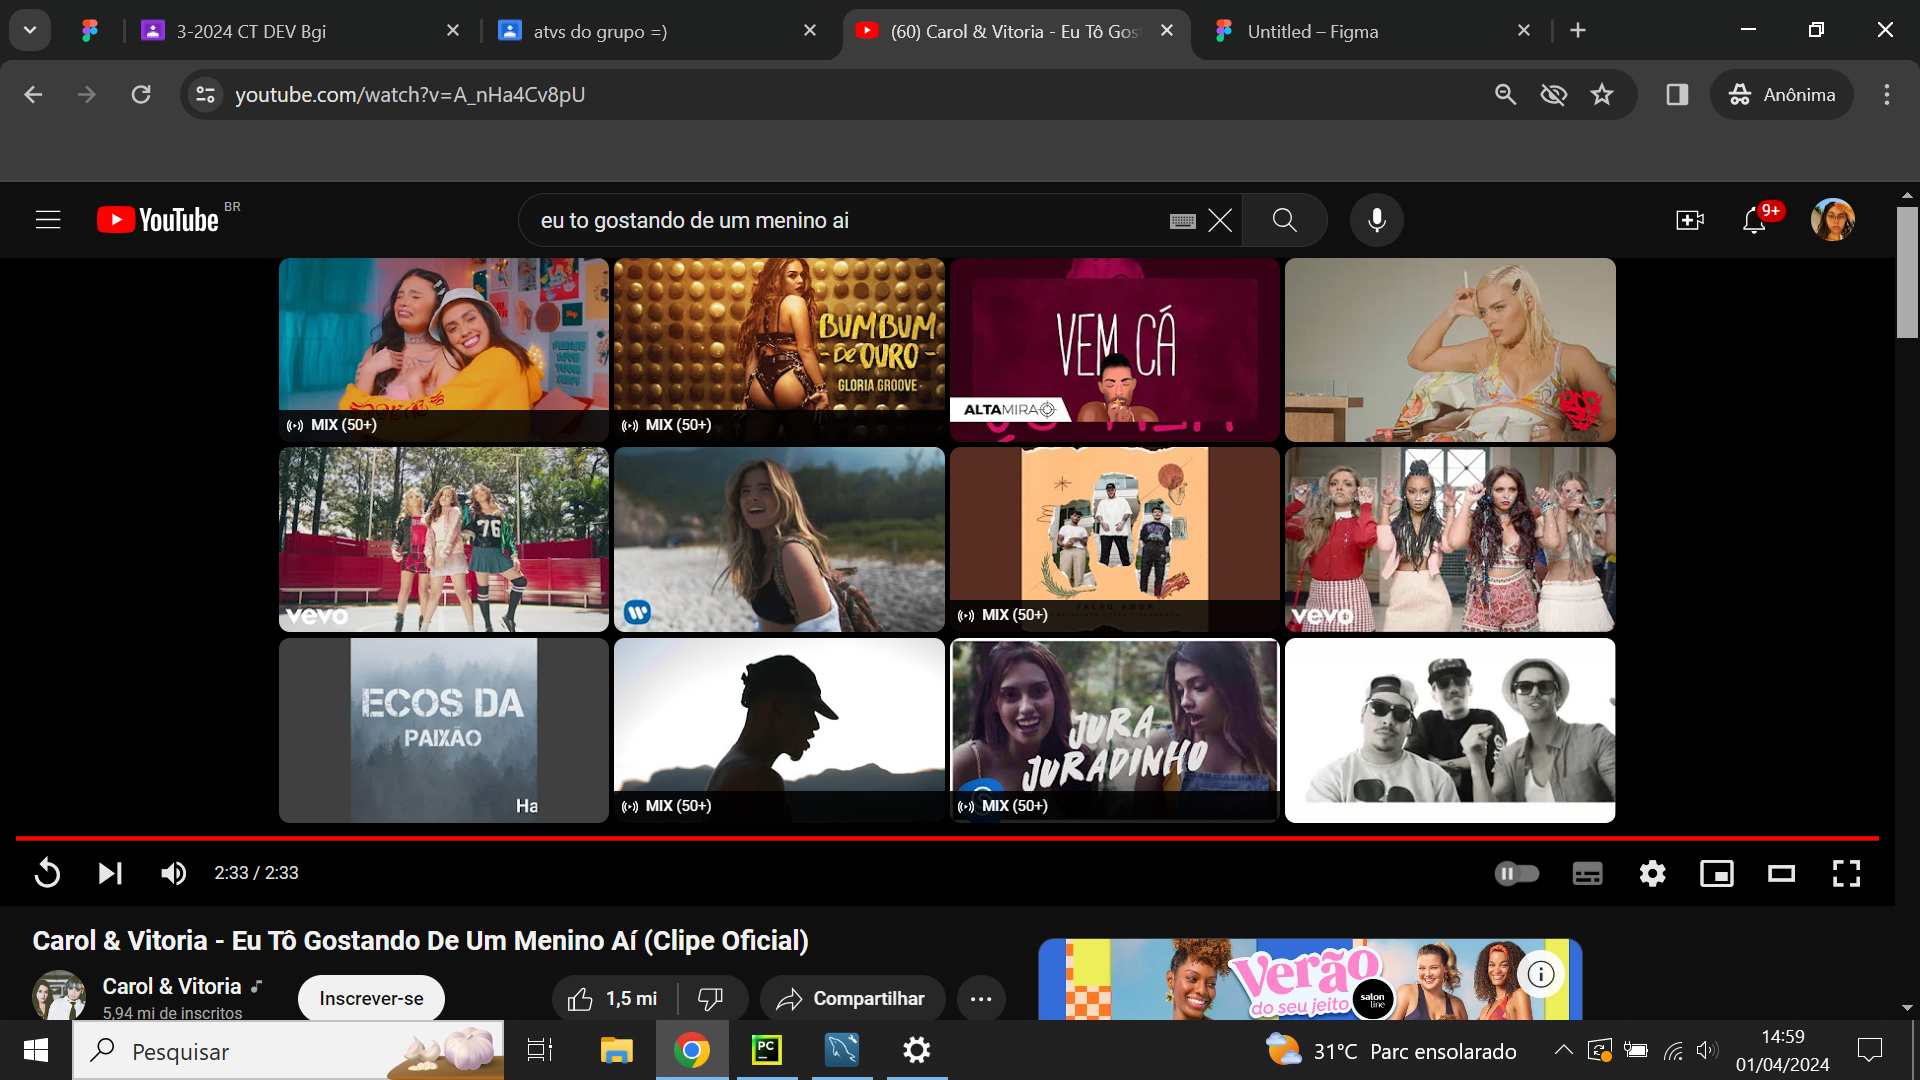 3-2024 CT DEV Bgi
atvs do grupo =)
(60) Carol & Vitoria - Eu Tô Gos
Untitled – Figma
youtube.com/watch?v=A_nHa4Cv8pU
Anônima
YouTube BR
eu to gostando de um menino ai
9+
MIX (50+)
BUMBUM
-De OURO-
GLORIA GROOVE
MIX (50+)
VEM CÁ
ALTAMIRA
vevo
76
FALSO AMOR
MIX (50+)
vevo
ECOS DA
PAIXÃO
Ha
MIX (50+)
JURA
JURADINHO
MIX (50+)
2:33 / 2:33
Carol & Vitoria - Eu Tô Gostando De Um Menino Aí (Clipe Oficial)
Carol & Vitoria
5,94 mi de inscritos
Inscrever-se
1,5 mi
Compartilhar
Verão
do seu jeito
salon
line
Pesquisar
PC
31°C Parc ensolarado
14:59
01/04/2024